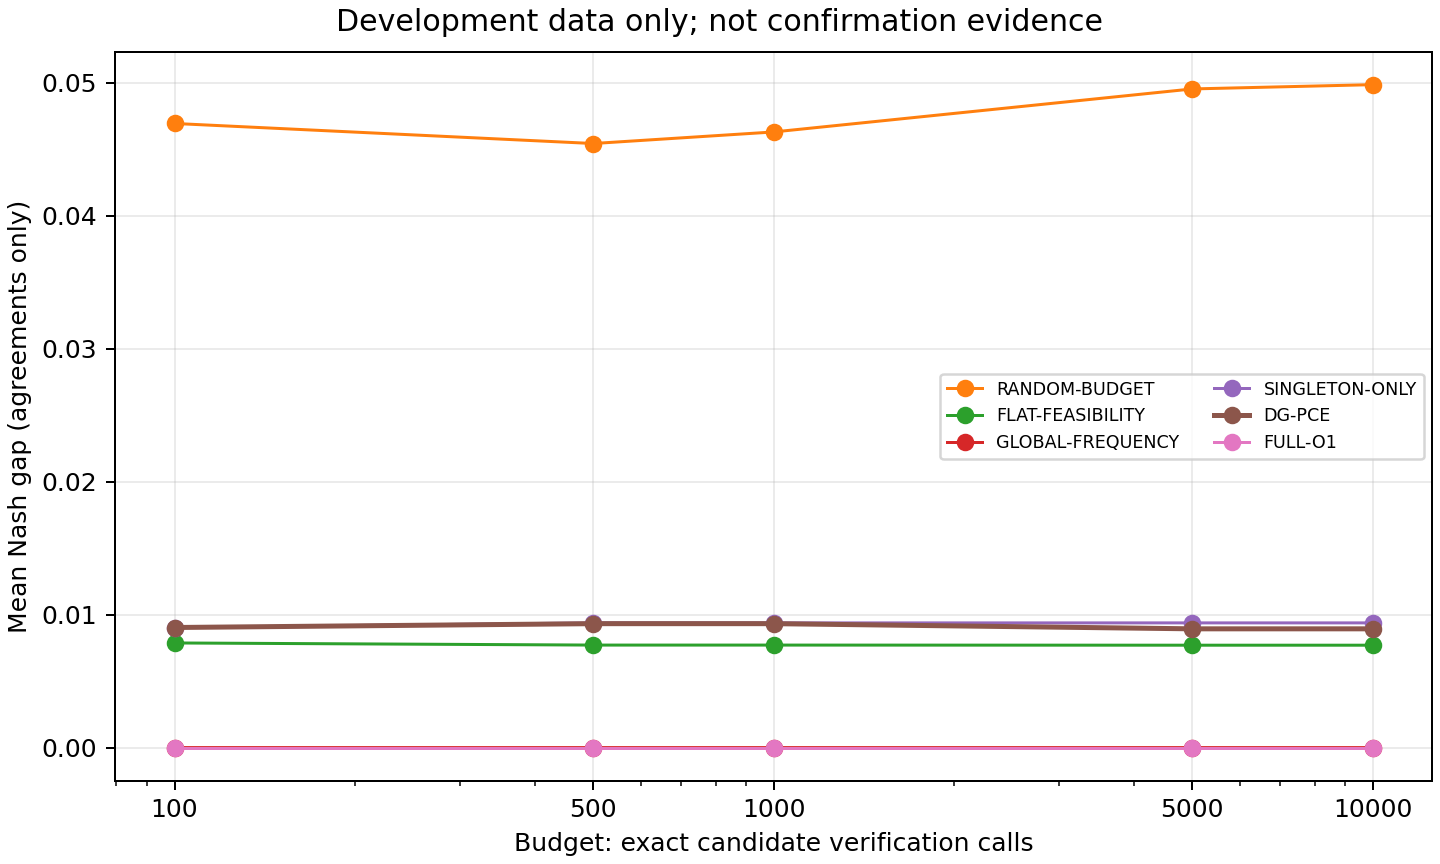 Development data only; not confirmation evidence
Mean Nash gap (agreements only)
0.05
0.04
0.03
0.02
0.01
0.00
RANDOM-BUDGET
FLAT-FEASIBILITY
GLOBAL-FREQUENCY
SINGLETON-ONLY
DG-PCE
FULL-O1
100 500 1000 5000 10000
Budget: exact candidate verification calls